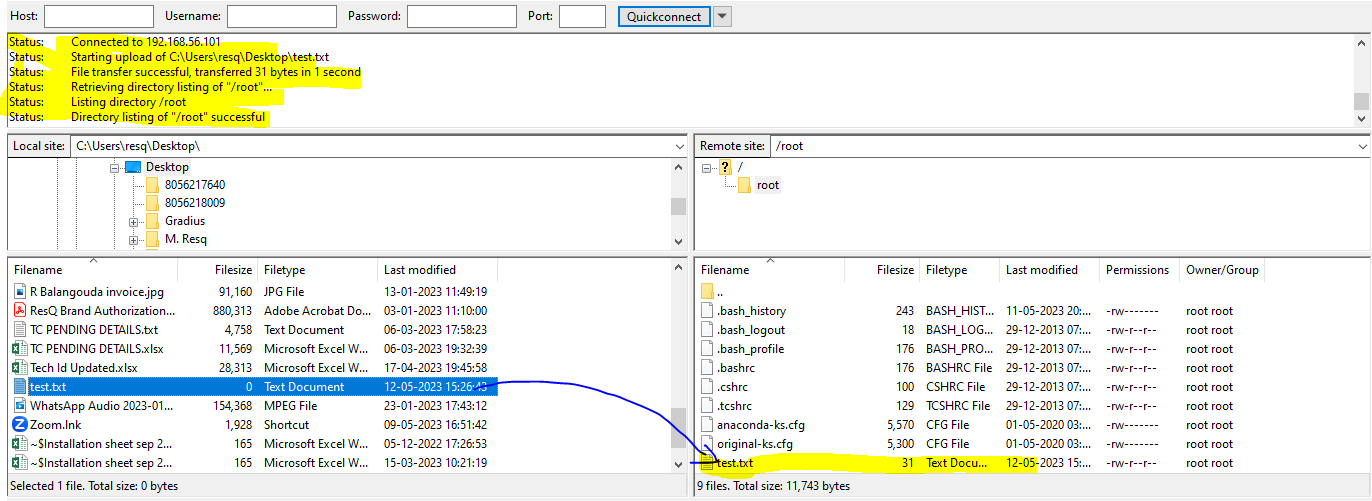 Host: Username: Password: Port: Quickconnect
Status: Connected to 192.168.56.101
Status: Starting upload of C:\Users\resq\Desktop\test.txt
Status: File transfer successful, transferred 31 bytes in 1 second
Status: Retrieving directory listing of "/root"...
Status: Listing directory /root
Status: Directory listing of "/root" successful
Local site: C:\Users\resq\Desktop\
Desktop
8056217640
8056218009
Gradius
M. Resq
Remote site: /root
? /
root
Filename Filesize Filetype Last modified
R Balangouda invoice.jpg 91,160 JPG File 13-01-2023 11:49:19
ResQ Brand Authorization... 880,313 Adobe Acrobat Do... 03-01-2023 11:10:00
TC PENDING DETAILS.txt 4,758 Text Document 06-03-2023 17:58:23
TC PENDING DETAILS.xlsx 11,569 Microsoft Excel W... 06-03-2023 19:32:39
Tech Id Updated.xlsx 28,313 Microsoft Excel W... 17-04-2023 19:45:58
test.txt 0 Text Document 12-05-2023 15:26:43
WhatsApp Audio 2023-01... 154,368 MPEG File 23-01-2023 17:43:12
Zoom.lnk 1,928 Shortcut 09-05-2023 16:51:42
~$Installation sheet sep 2... 165 Microsoft Excel W... 05-12-2022 17:26:53
~$Installation sheet sep 2... 165 Microsoft Excel W... 15-03-2022 10:21:19
Selected 1 file. Total size: 0 bytes
Filename Filesize Filetype Last modified Permissions Owner/Group
..
.bash_history 243 BASH_HIST... 11-05-2023 20:... -rw------- root root
.bash_logout 18 BASH_LOG... 29-12-2013 07:... -rw-r--r-- root root
.bash_profile 176 BASH_PRO... 29-12-2013 07:... -rw-r--r-- root root
.bashrc 176 BASHRC File 29-12-2013 07:... -rw-r--r-- root root
.cshrc 100 CSHRC File 29-12-2013 07:... -rw-r--r-- root root
.tcshrc 129 TCSHRC File 29-12-2013 07:... -rw-r--r-- root root
anaconda-ks.cfg 5,570 CFG File 01-05-2020 03:... -rw------- root root
original-ks.cfg 5,300 CFG File 01-05-2020 03:... -rw------- root root
test.txt 31 Text Docu... 12-05-2023 15:... -rw-r--r-- root root
9 files. Total size: 11,743 bytes